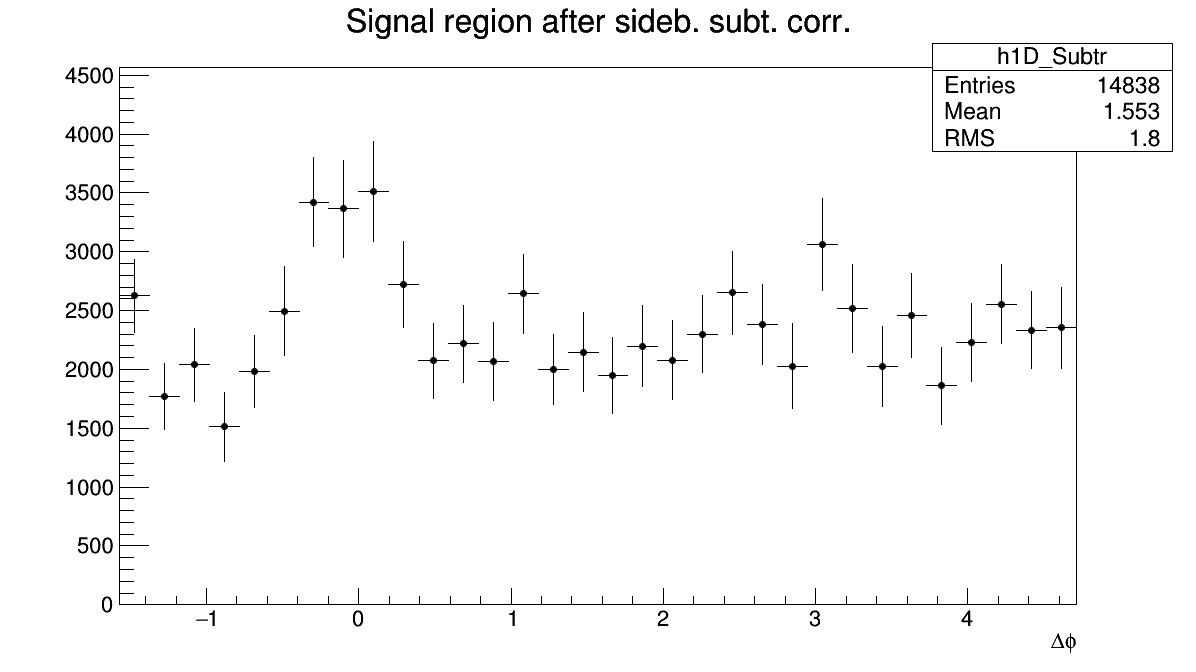 Signal region after sideb. subt. corr.
h1D_Subtr
Entries 14838
Mean 1.553
RMS 1.8
4500
4000
3500
3000
2500
2000
1500
1000
500
0
−1 0 1 2 3 4
Δϕ